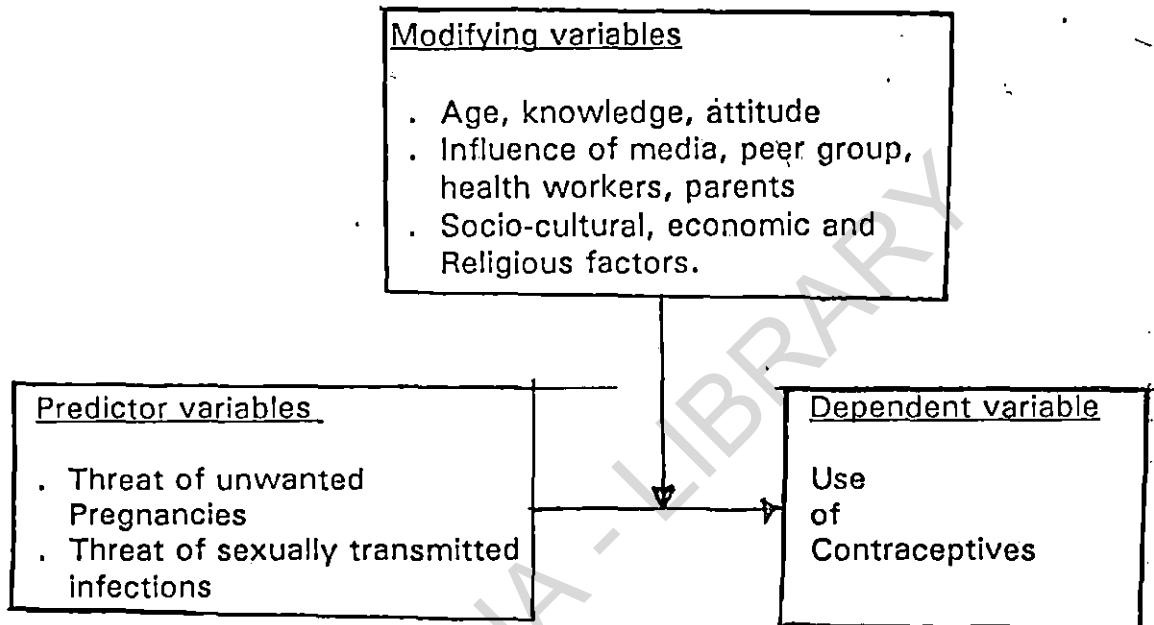 Modifying variables
. Age, knowledge, attitude
. Influence of media, peer group,
health workers, parents
. Socio-cultural, economic and
Religious factors.
Predictor variables
. Threat of unwanted
Pregnancies
. Threat of sexually transmitted
infections
Dependent variable
Use
of
Contraceptives
- LIBRARY